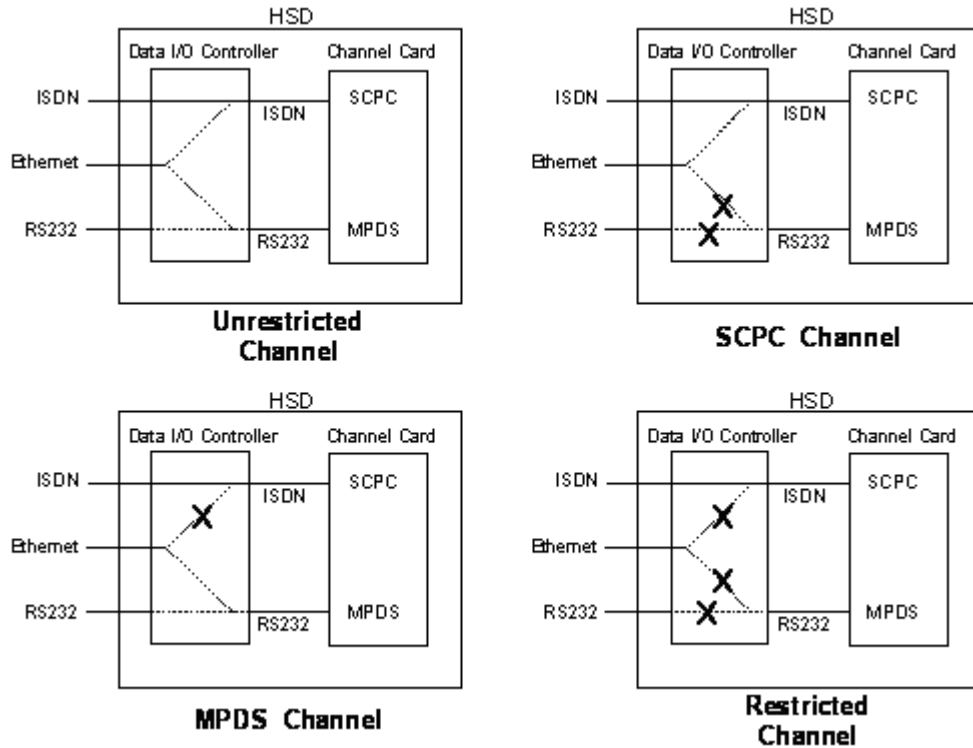 HSD
Data I/O Controller
Channel Card
ISDN
SCPC
ISDN
Ethernet
RS232
MPDS
RS232
Unrestricted
Channel
HSD
Data I/O Controller
Channel Card
ISDN
SCPC
ISDN
Ethernet
RS232
MPDS
RS232
SCPC Channel
HSD
Data I/O Controller
Channel Card
ISDN
SCPC
ISDN
Ethernet
RS232
MPDS
RS232
MPDS Channel
HSD
Data I/O Controller
Channel Card
ISDN
SCPC
ISDN
Ethernet
RS232
MPDS
RS232
Restricted
Channel